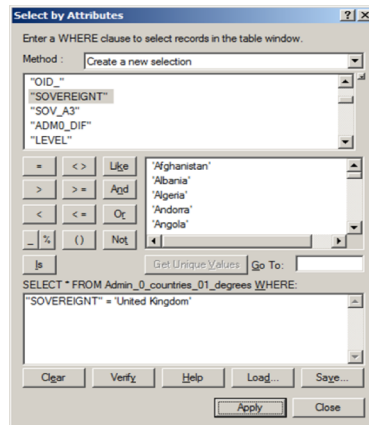 Select by Attributes
Enter a WHERE clause to select records in the table window.
Method : Create a new selection
"OID_"
"SOVEREIGNT"
"SOV_A3"
"ADM0_DIF"
"LEVEL"
= <> Like
> >= And
< <= Or
_ % () Not
Is
'Afghanistan'
'Albania'
'Algeria'
'Andorra'
'Angola'
Get Unique Values Go To:
SELECT * FROM Admin_0_countries_01_degrees WHERE:
"SOVEREIGNT" = 'United Kingdom'
Clear Verify Help Load... Save...
Apply Close